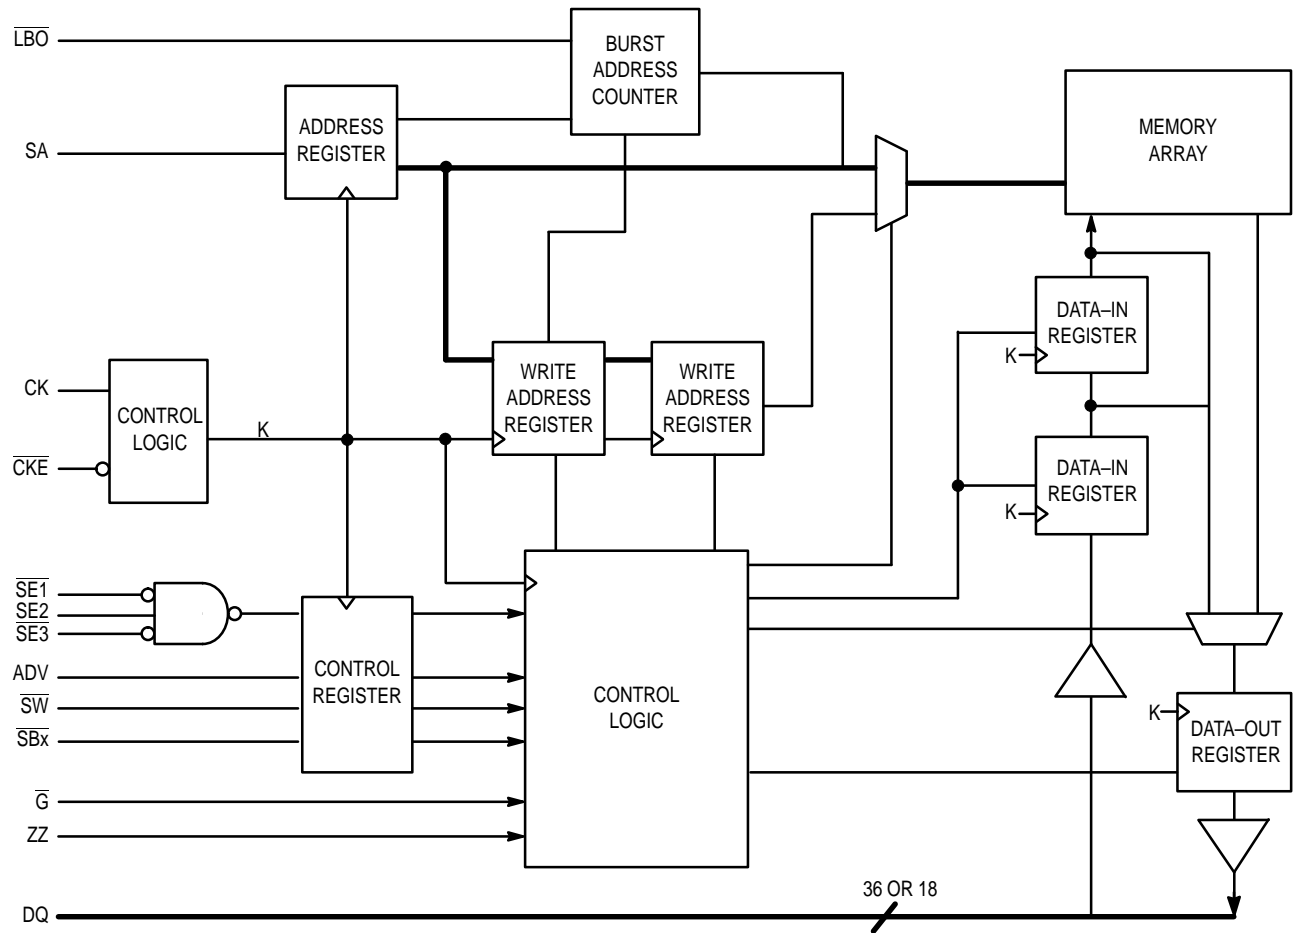 LBO
BURST
ADDRESS
COUNTER
ADDRESS
REGISTER
SA
MEMORY
ARRAY
DATA–IN
REGISTER
K
WRITE
ADDRESS
REGISTER
WRITE
ADDRESS
REGISTER
CK
CONTROL
LOGIC
K
CKE
DATA–IN
REGISTER
K
SE1
SE2
SE3
ADV
CONTROL
REGISTER
SW
SBx
CONTROL
LOGIC
K
DATA–OUT
REGISTER
G
ZZ
36 OR 18
DQ